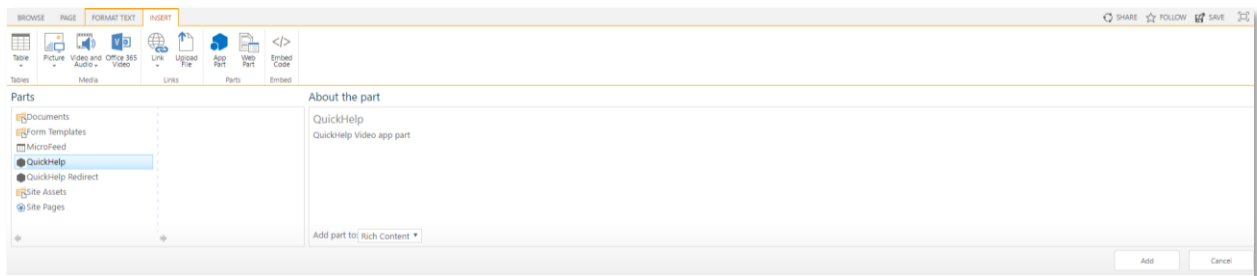 BROWSE PAGE FORMAT TEXT INSERT SHARE FOLLOW SAVE
Table Picture Video and Audio Office 365 Video Link Upload File App Part Web Part Embed Code
Tables Media Links Parts Embed
Parts
Documents
Form Templates
MicroFeed
QuickHelp
QuickHelp Redirect
Site Assets
Site Pages
About the part
QuickHelp
QuickHelp Video app part
Add part to: Rich Content
Add Cancel